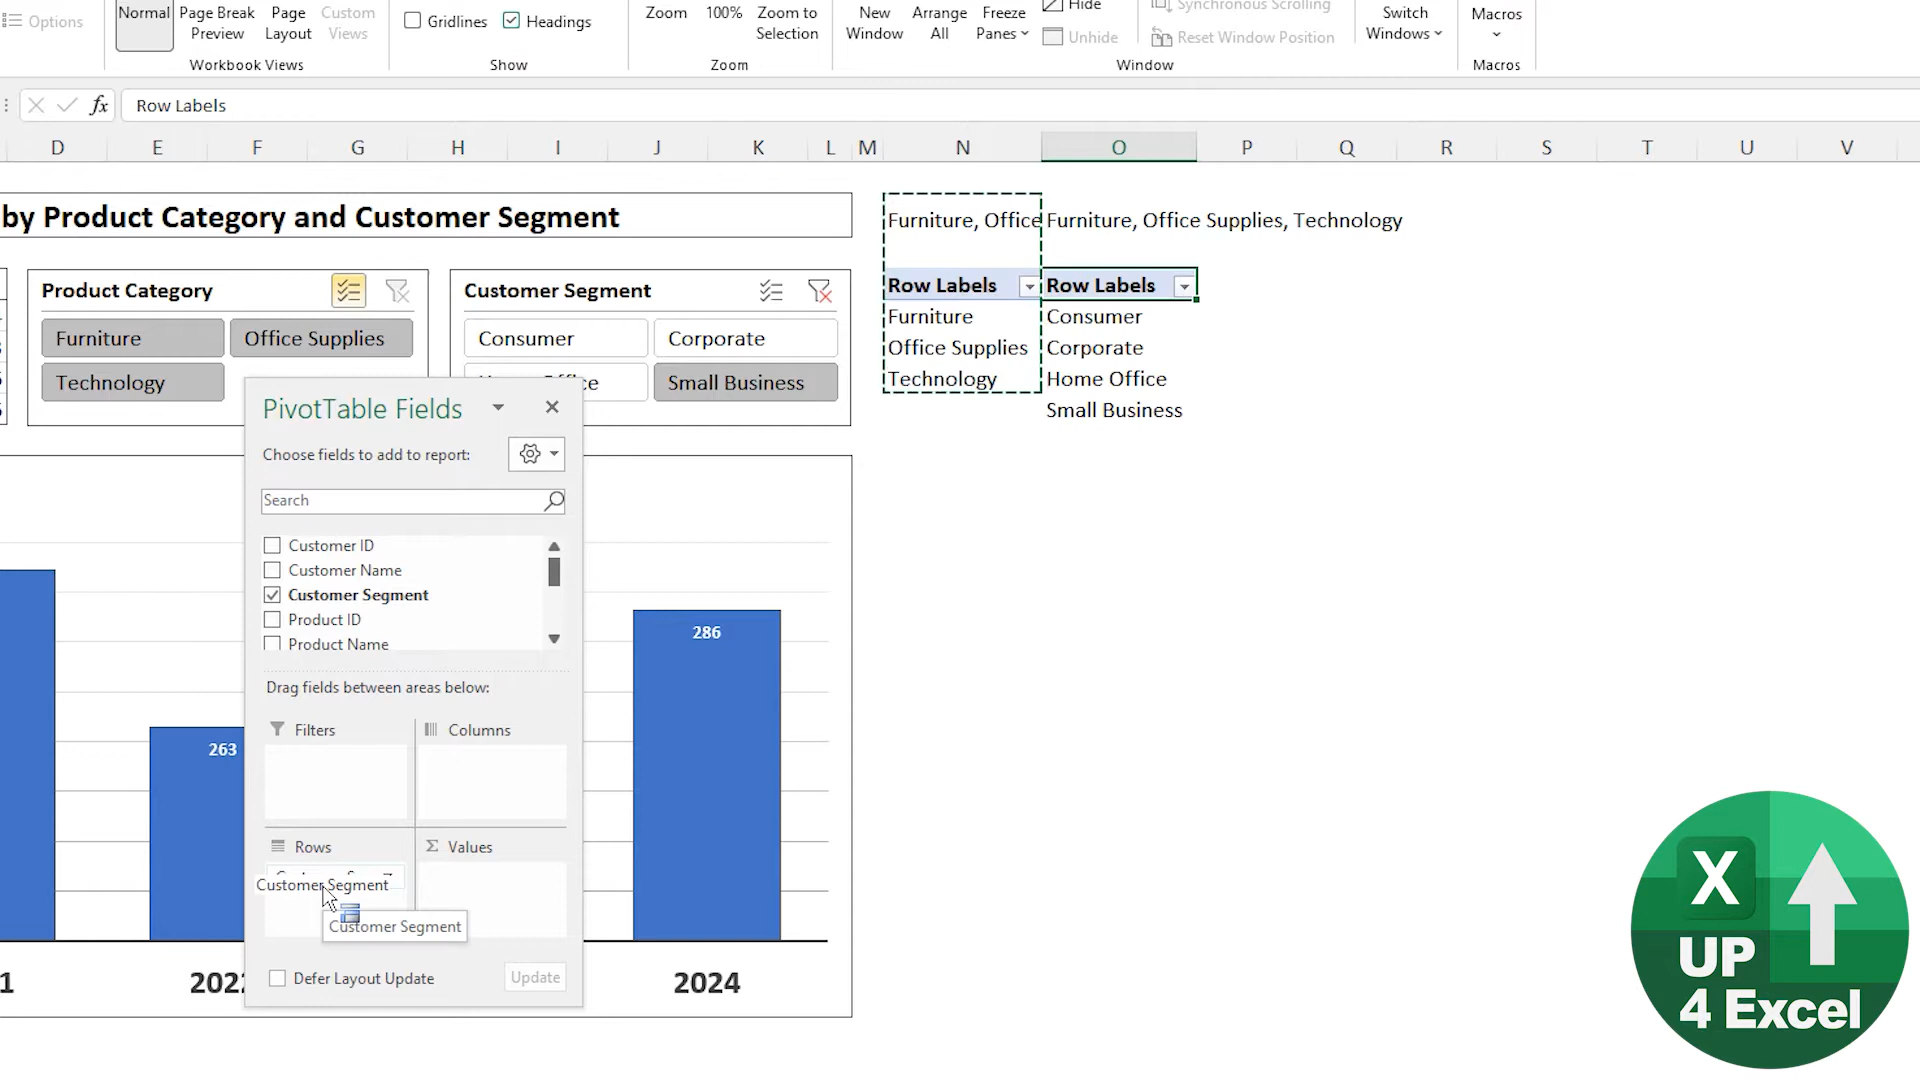 Options
Normal
Page Break Preview
Page Layout
Custom Views
Workbook Views
Gridlines
Headings
Show
Zoom
100%
Zoom to Selection
Zoom
New Window
Arrange All
Freeze Panes
Hide
Unhide
Synchronous Scrolling
Reset Window Position
Window
Switch Windows
Macros
Macros
fx
Row Labels
D E F G H I J K L M N O P Q R S T U V
by Product Category and Customer Segment
Furniture, Office
Furniture, Office Supplies, Technology
Product Category
Furniture
Office Supplies
Technology
Customer Segment
Consumer
Corporate
Small Business
Row Labels
Furniture
Office Supplies
Technology
Row Labels
Consumer
Corporate
Home Office
Small Business
PivotTable Fields
Choose fields to add to report:
Search
Customer ID
Customer Name
Customer Segment
Product ID
Product Name
Drag fields between areas below:
Filters
Columns
Rows
Values
Customer Segment
Customer Segment
Defer Layout Update
Update
263
286
1
2024
X
UP
4 Excel